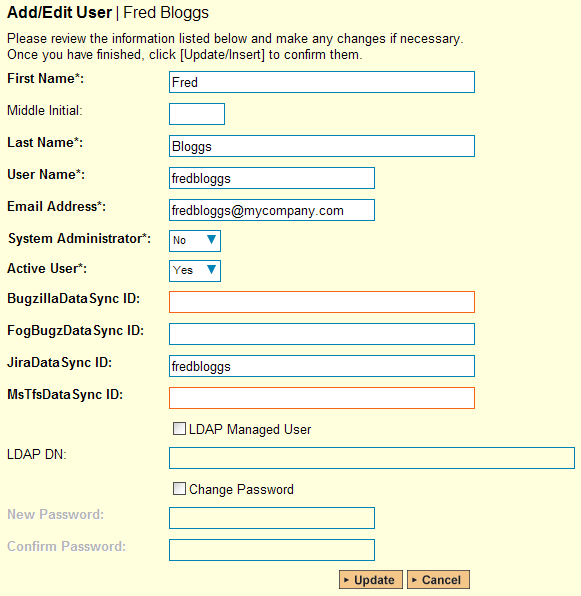 Add/Edit User | Fred Bloggs
Please review the information listed below and make any changes if necessary.
Once you have finished, click [Update/Insert] to confirm them.
First Name*: Fred
Middle Initial:
Last Name*: Bloggs
User Name*: fredbloggs
Email Address*: fredbloggs@mycompany.com
System Administrator*: No
Active User*: Yes
BugzillaDataSync ID:
FogBugzDataSync ID:
JiraDataSync ID: fredbloggs
MsTfsDataSync ID:
LDAP Managed User
LDAP DN:
Change Password
New Password:
Confirm Password:
Update Cancel